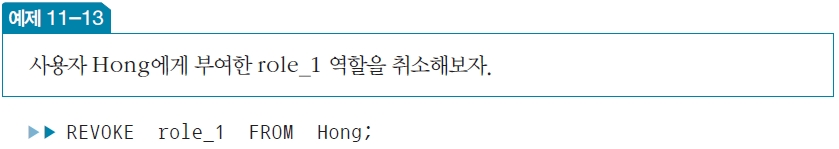 예제 11-13
사용자 Hong에게 부여한 role_1 역할을 취소해보자.
▶▶ REVOKE role_1 FROM Hong;